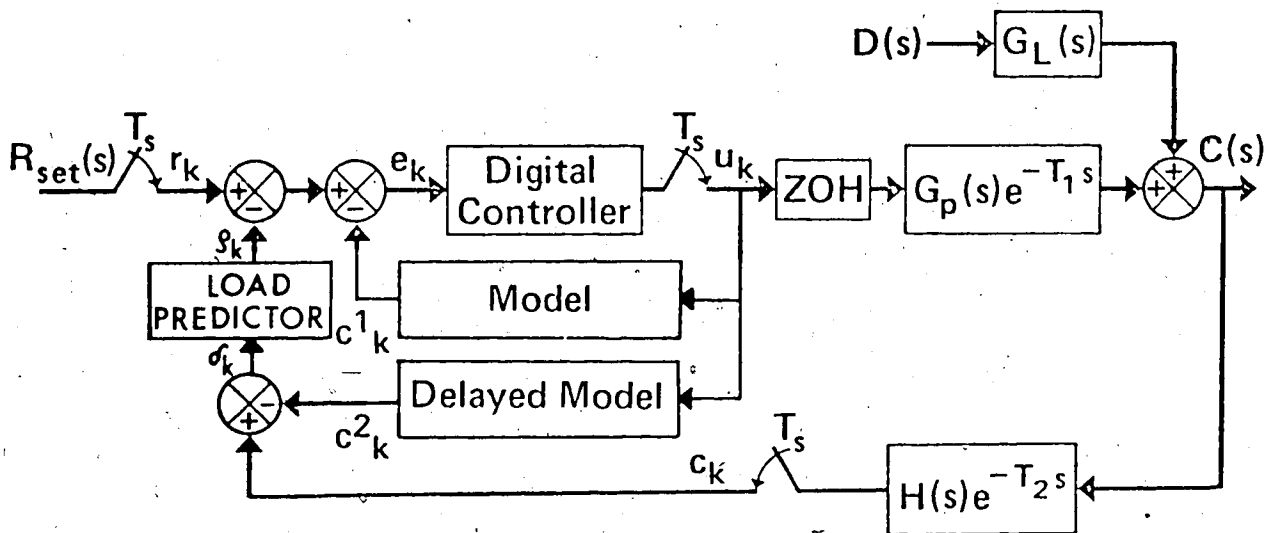 D(s)
G_L(s)
R_set(s)
T_s
r_k
+
−
+
−
e_k
Digital
Controller
T_s
u_k
ZOH
G_p(s)e^{-T_1 s}
+
+
C(s)
ρ_k
LOAD
PREDICTOR
c^1_k
Model
σ_k
−
+
c^2_k
Delayed Model
c_k
T_s
H(s)e^{-T_2 s}